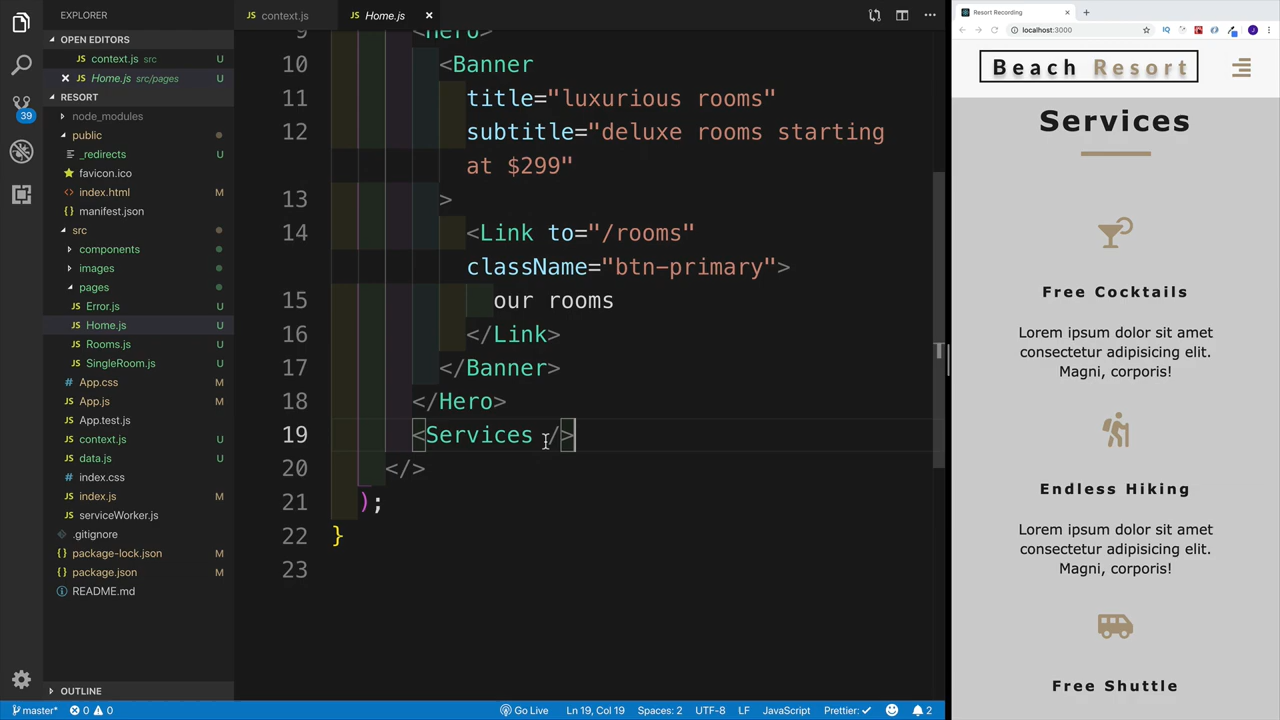 EXPLORER
OPEN EDITORS
context.js src U
Home.js src/pages U
39
RESORT
node_modules
public
_redirects U
favicon.ico
index.html M
manifest.json
src
components
images
pages
Error.js U
Home.js U
Rooms.js U
SingleRoom.js U
App.css M
App.js M
App.test.js
context.js U
data.js U
index.css
index.js M
serviceWorker.js
.gitignore
package-lock.json M
package.json M
README.md
OUTLINE
context.js
Home.js
9 <Hero>
10 <Banner
11 title="luxurious rooms"
12 subtitle="deluxe rooms starting
at $299"
13 >
14 <Link to="/rooms"
className="btn-primary">
15 our rooms
16 </Link>
17 </Banner>
18 </Hero>
19 <Services />
20 </>
21 );
22 }
23
Resort Recording
localhost:3000
Beach Resort
Services
Free Cocktails
Lorem ipsum dolor sit amet
consectetur adipisicing elit.
Magni, corporis!
Endless Hiking
Lorem ipsum dolor sit amet
consectetur adipisicing elit.
Magni, corporis!
Free Shuttle
master* 0 0 Go Live Ln 19, Col 19 Spaces: 2 UTF-8 LF JavaScript Prettier: 2